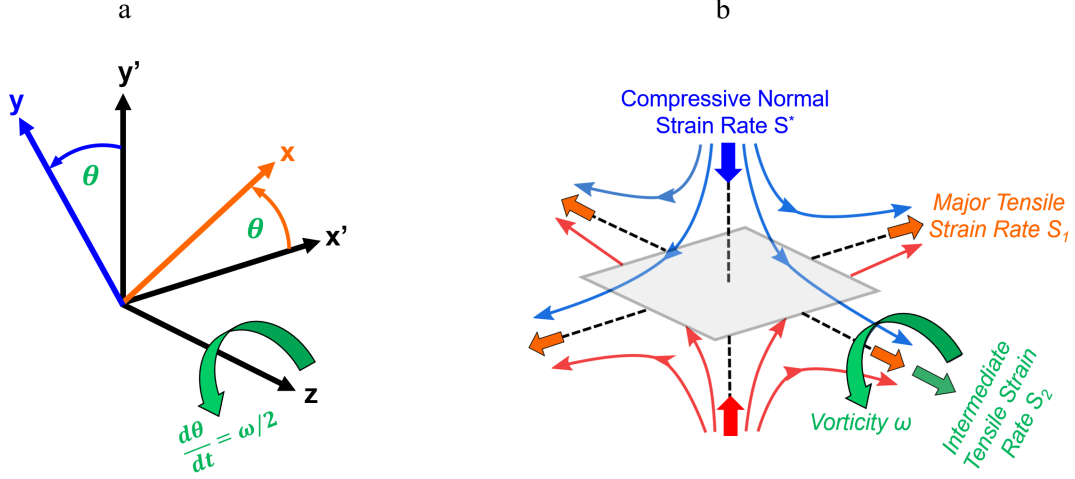 a
b
y'
y
θ
x
θ
x'
z
dθ/dt = ω/2
Compressive Normal
Strain Rate S*
Major Tensile
Strain Rate S₁
Vorticity ω
Intermediate
Tensile Strain
Rate S₂